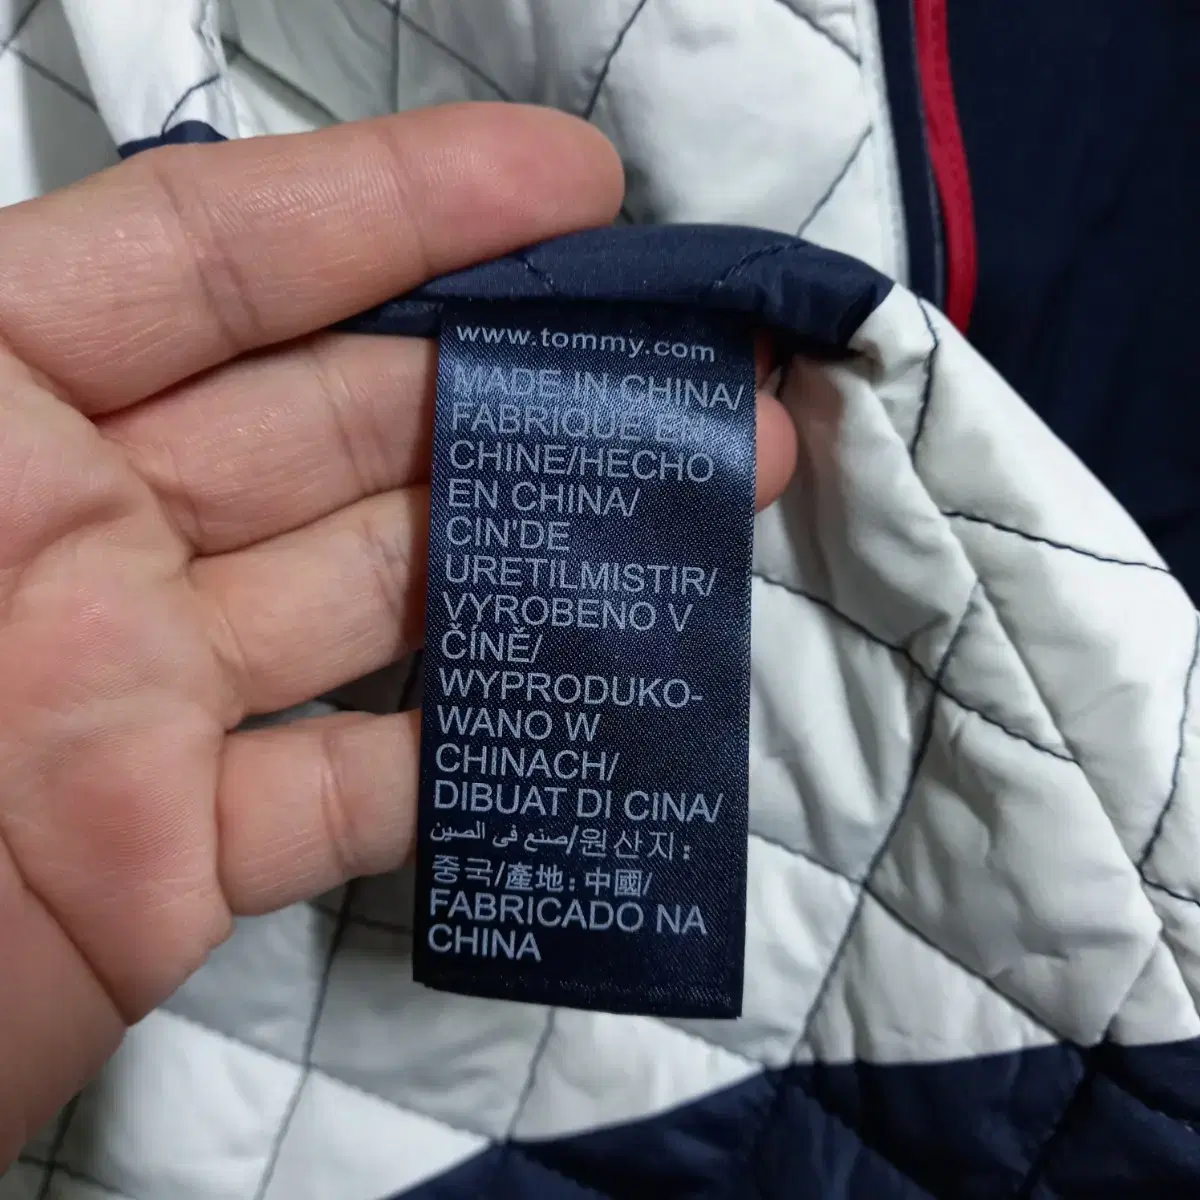 www.tommy.com
MADE IN CHINA/
FABRIQUE EN
CHINE/HECHO
EN CHINA/
CIN'DE
URETILMISTIR/
VYROBENO V
ČÍNĚ/
WYPRODUKO-
WANO W
CHINACH/
DIBUAT DI CINA/
صنع فى الصين/원산지:
중국/產地:中國/
FABRICADO NA
CHINA